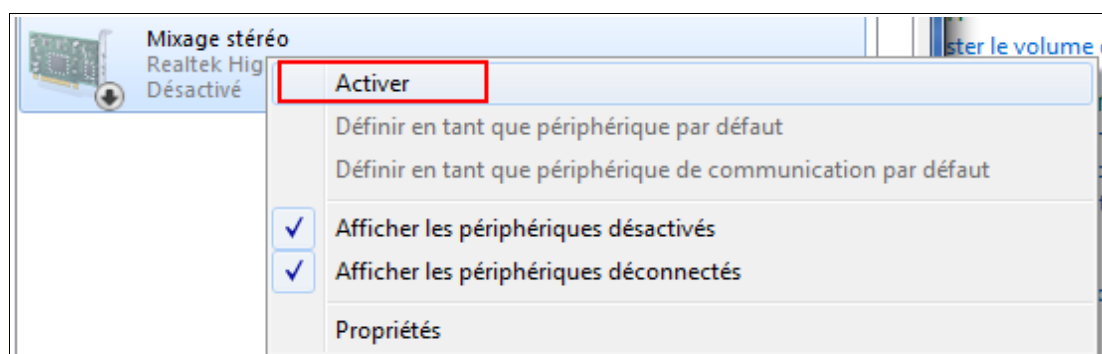 Mixage stéréo
Realtek Hig
Désactivé
ster le volume
Activer
Définir en tant que périphérique par défaut
Définir en tant que périphérique de communication par défaut
Afficher les périphériques désactivés
Afficher les périphériques déconnectés
Propriétés